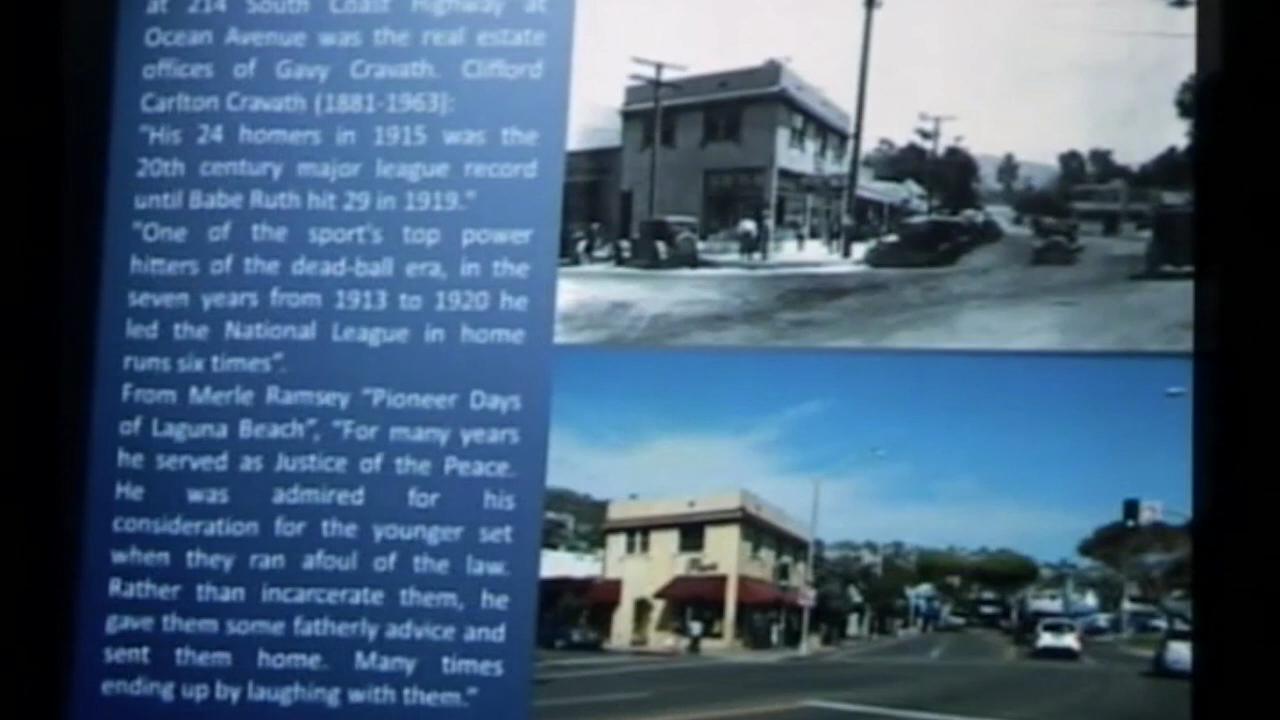 at 214 South Coast Highway at
Ocean Avenue was the real estate
offices of Gavy Cravath. Clifford
Carlton Cravath (1881-1963):
"His 24 homers in 1915 was the
20th century major league record
until Babe Ruth hit 29 in 1919."
"One of the sport's top power
hitters of the dead-ball era, in the
seven years from 1913 to 1920 he
led the National League in home
runs six times".
From Merle Ramsey "Pioneer Days
of Laguna Beach", "For many years
he served as Justice of the Peace.
He was admired for his
consideration for the younger set
when they ran afoul of the law.
Rather than incarcerate them, he
gave them some fatherly advice and
sent them home. Many times
ending up by laughing with them."